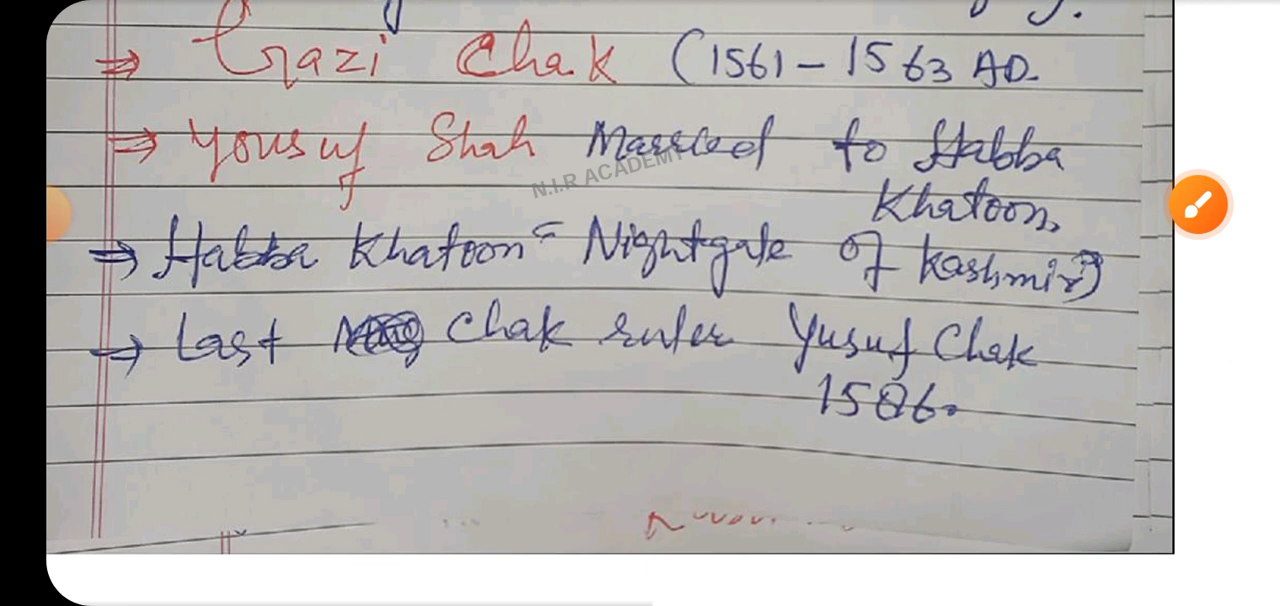 ⇒ Gazi Chak (1561 – 1563 AD.
⇒ Yousuf Shah Married to Habba
N.I.R ACADEMY
Khatoon,
⇒ Habba Khatoon = Nightgale of Kashmir)
⇒ Last Chak ruler Yusuf Chak
1586.